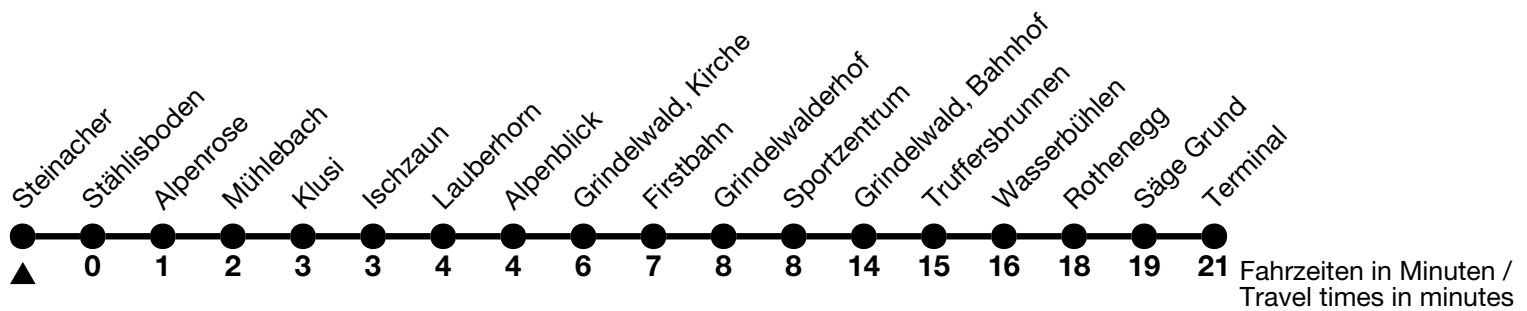 Steinacher
Stählisboden
Alpenrose
Mühlebach
Klusi
Ischzaun
Lauberhorn
Alpenblick
Grindelwald, Kirche
Firstbahn
Grindelwalderhof
Sportzentrum
Grindelwald, Bahnhof
Truffersbrunnen
Wasserbühlen
Rothenegg
Säge Grund
Terminal
0 1 2 3 3 4 4 6 7 8 8 14 15 16 18 19 21
Fahrzeiten in Minuten /
Travel times in minutes